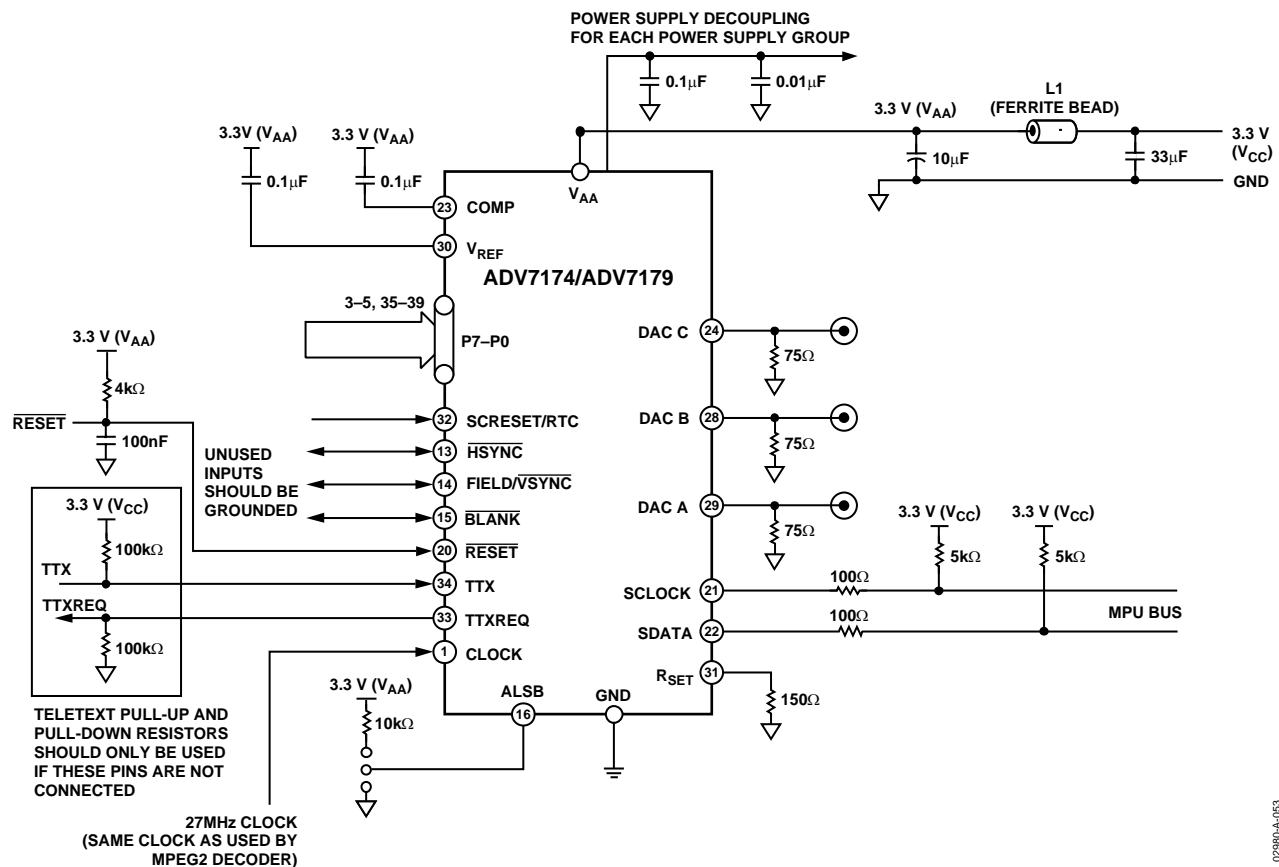 POWER SUPPLY DECOUPLING
FOR EACH POWER SUPPLY GROUP
0.1µF
0.01µF
L1
(FERRITE BEAD)
3.3 V (VAA)
3.3 V
(VCC)
10µF
33µF
GND
3.3V (VAA)
3.3 V (VAA)
0.1µF
0.1µF
VAA
23
COMP
30
VREF
ADV7174/ADV7179
3–5, 35–39
P7–P0
3.3 V (VAA)
4kΩ
RESET
100nF
UNUSED
INPUTS
SHOULD BE
GROUNDED
32
SCRESET/RTC
13
HSYNC
14
FIELD/VSYNC
15
BLANK
20
RESET
34
TTX
33
TTXREQ
1
CLOCK
3.3 V (VCC)
100kΩ
TTX
TTXREQ
100kΩ
TELETEXT PULL-UP AND
PULL-DOWN RESISTORS
SHOULD ONLY BE USED
IF THESE PINS ARE NOT
CONNECTED
27MHz CLOCK
(SAME CLOCK AS USED BY
MPEG2 DECODER)
3.3 V (VAA)
10kΩ
ALSB
16
GND
DAC C
24
75Ω
DAC B
28
75Ω
DAC A
29
75Ω
3.3 V (VCC)
3.3 V (VCC)
5kΩ
5kΩ
SCLOCK
21
100Ω
SDATA
22
100Ω
MPU BUS
RSET
31
150Ω
02980-A-053